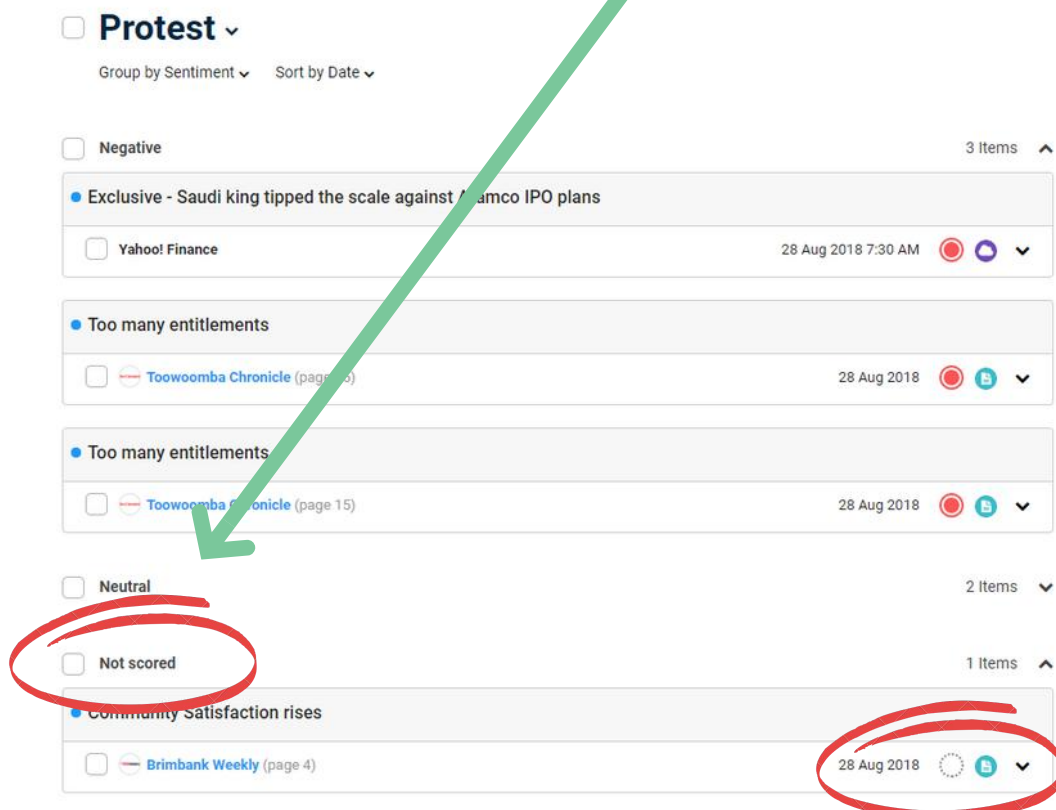 Protest
Group by Sentiment Sort by Date
Negative 3 Items
Exclusive - Saudi king tipped the scale against IPO plans
Yahoo! Finance 28 Aug 2018 7:30 AM
Too many entitlements
Toowoomba Chronicle 28 Aug 2018
Too many entitlements
Toowoomba Chronicle (page 15) 28 Aug 2018
Neutral 2 Items
Not scored 1 Items
Community Satisfaction rises
Brimbank Weekly (page 4) 28 Aug 2018